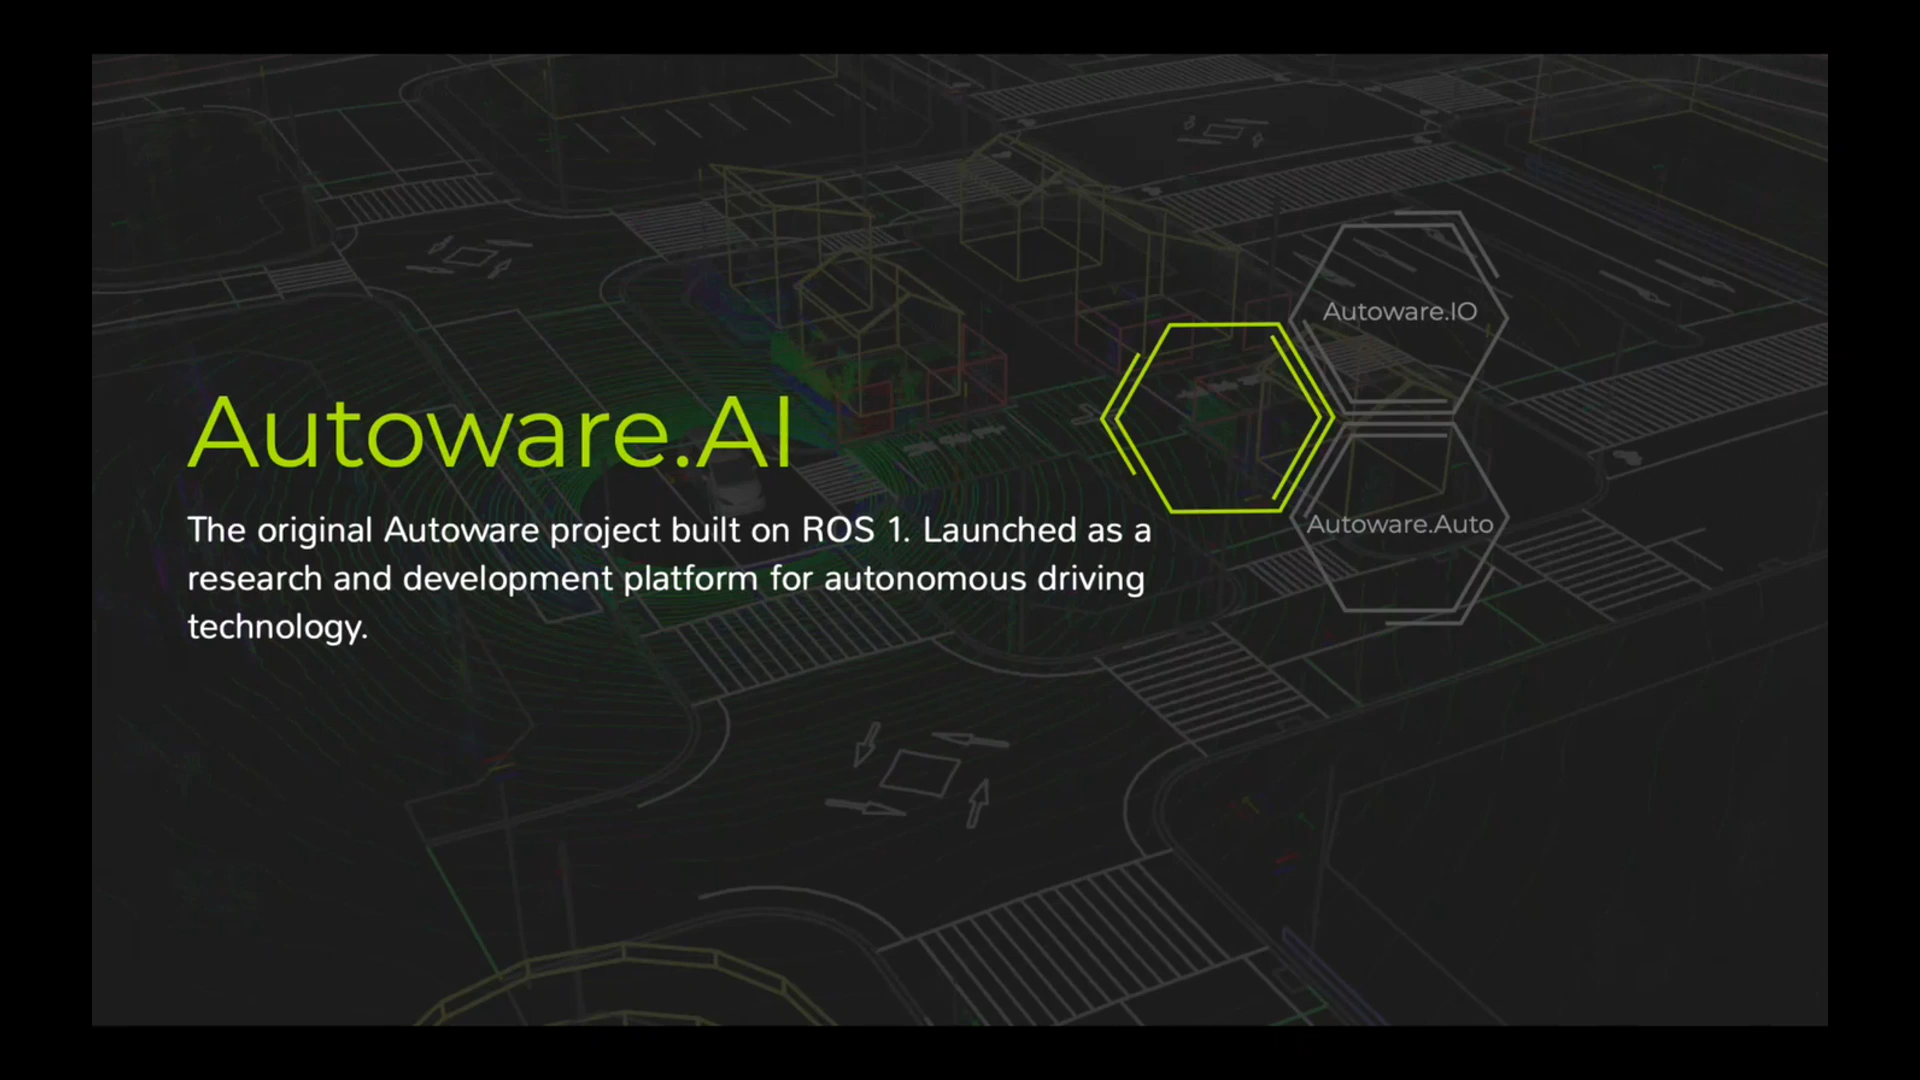 Autoware.AI
The original Autoware project built on ROS 1. Launched as a
research and development platform for autonomous driving
technology.
Autoware.IO
Autoware.Auto